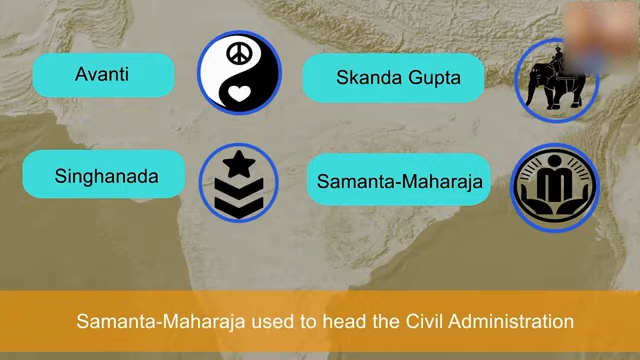 Avanti
Skanda Gupta
Singhanada
Samanta-Maharaja
Samanta-Maharaja used to head the Civil Administration